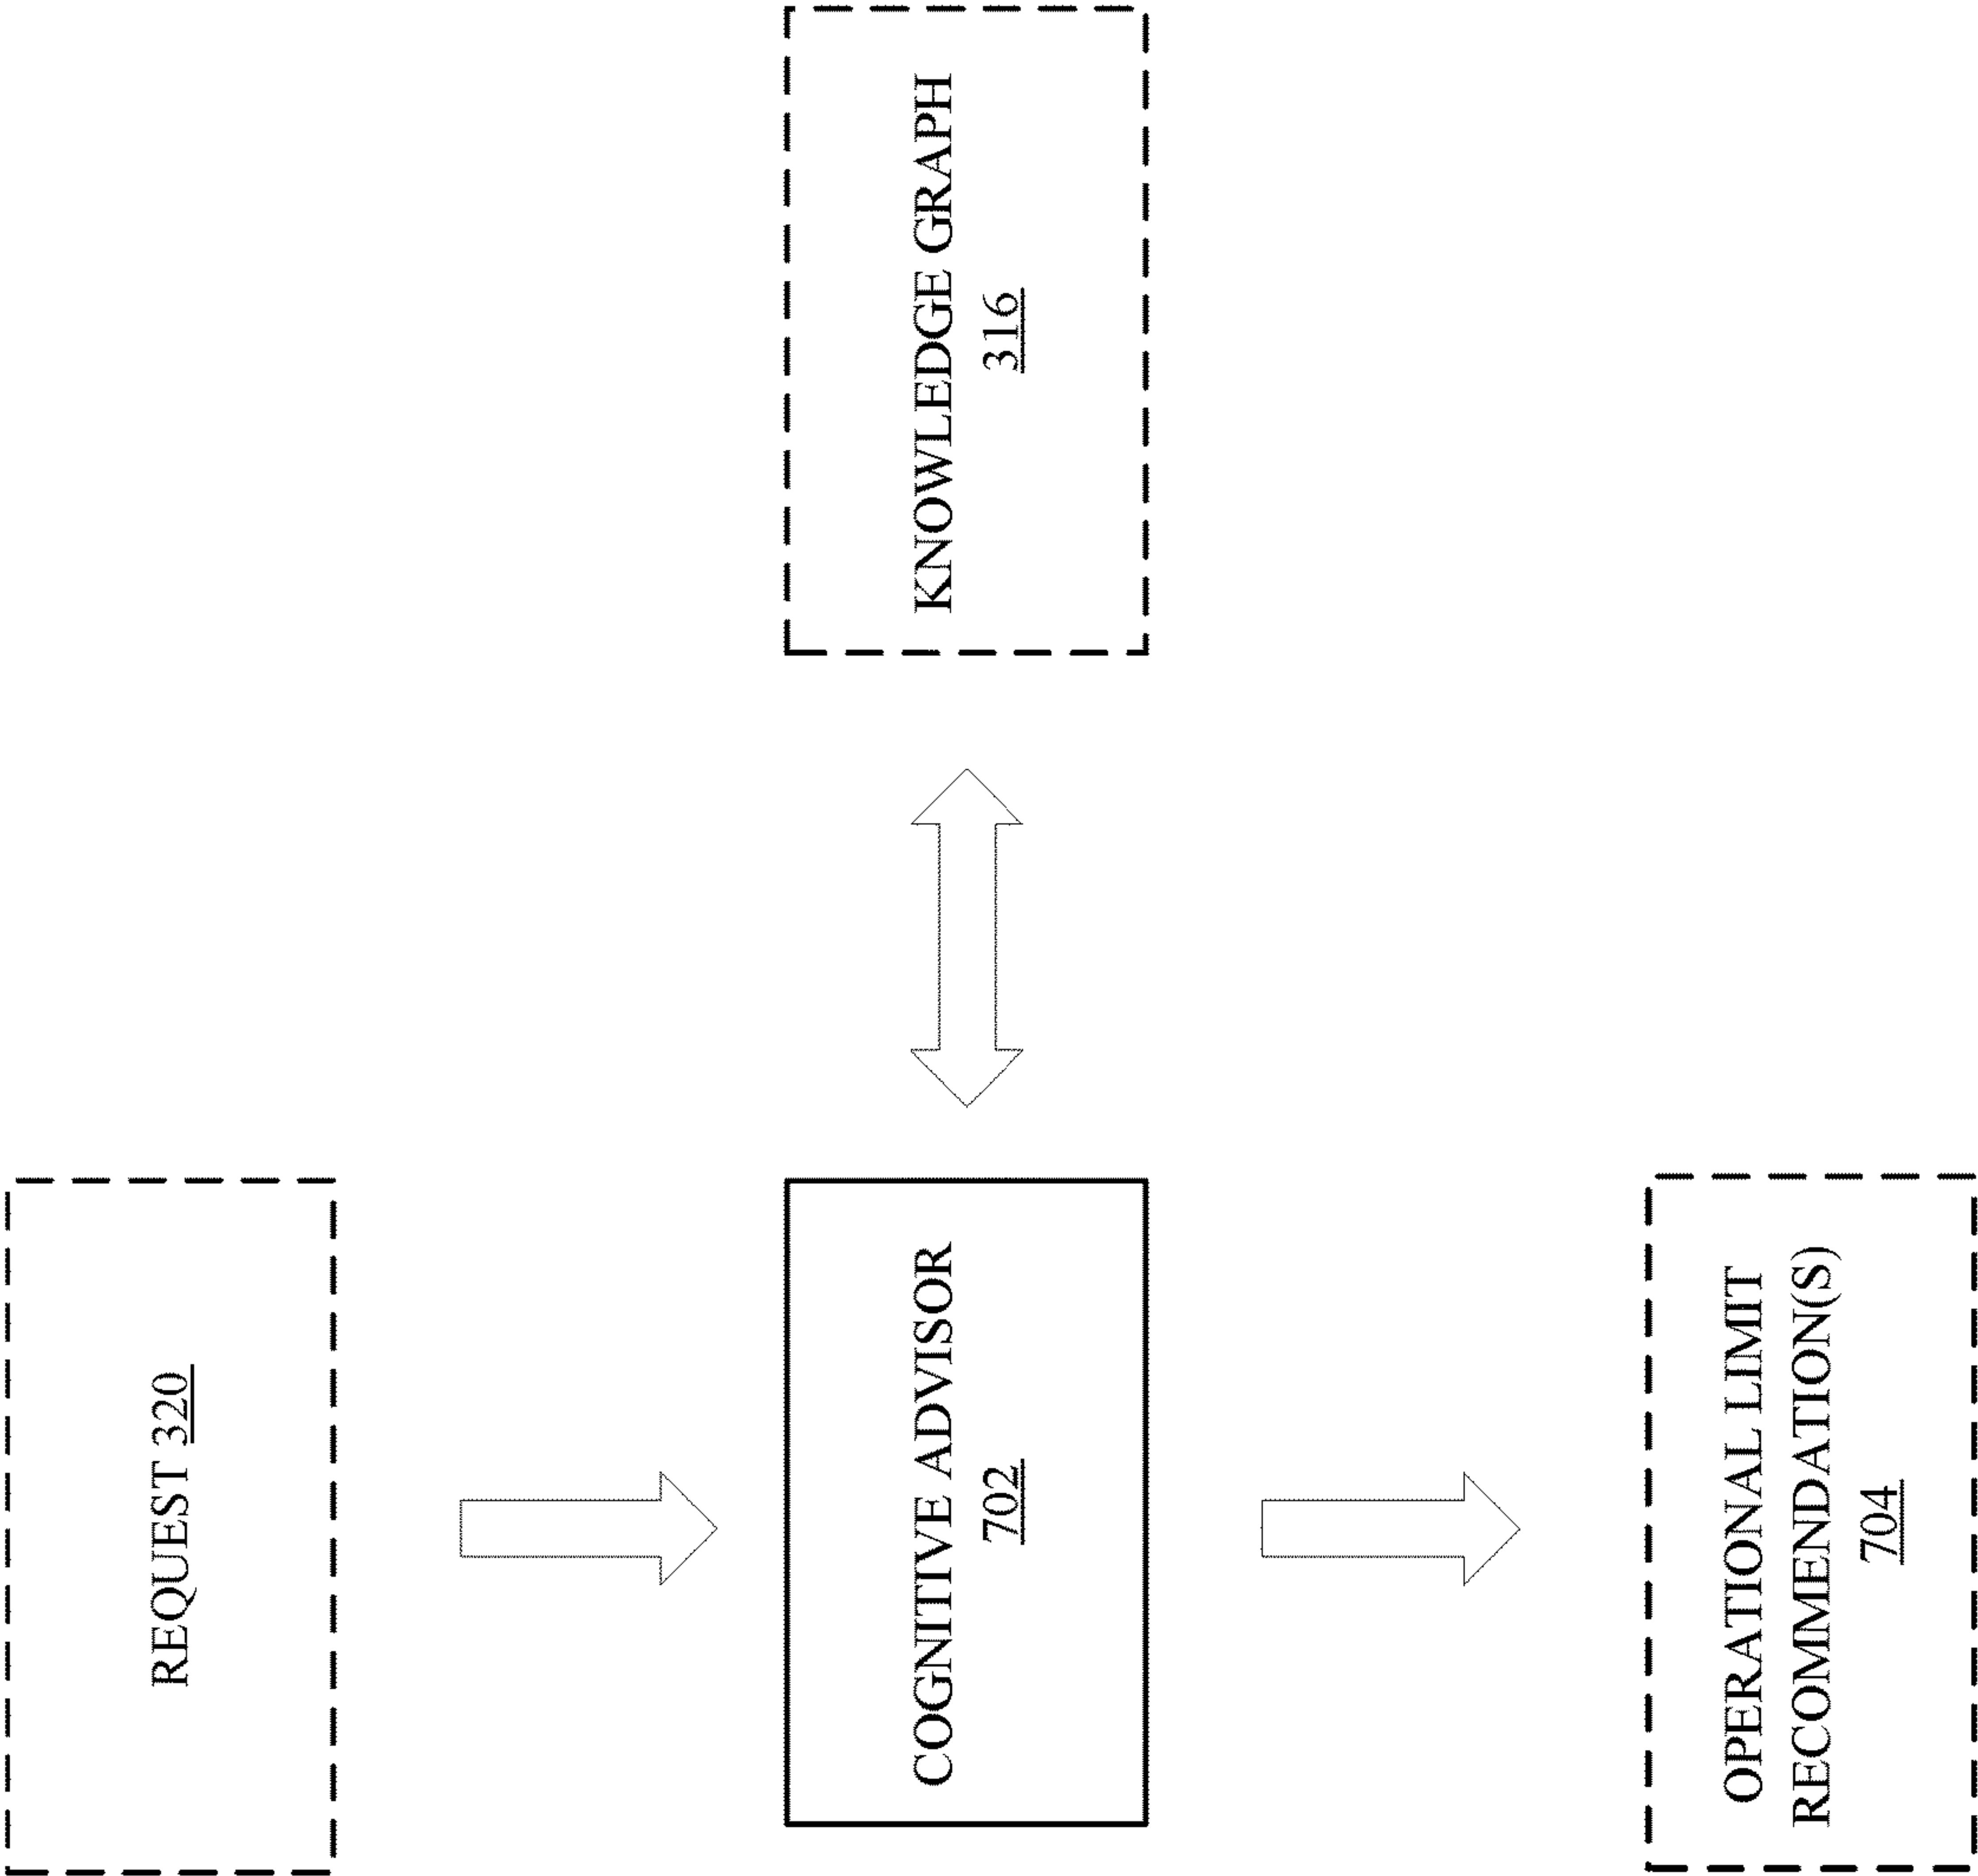 REQUEST 320
COGNITIVE ADVISOR
702
KNOWLEDGE GRAPH
316
OPERATIONAL LIMIT
RECOMMENDATION(S)
704